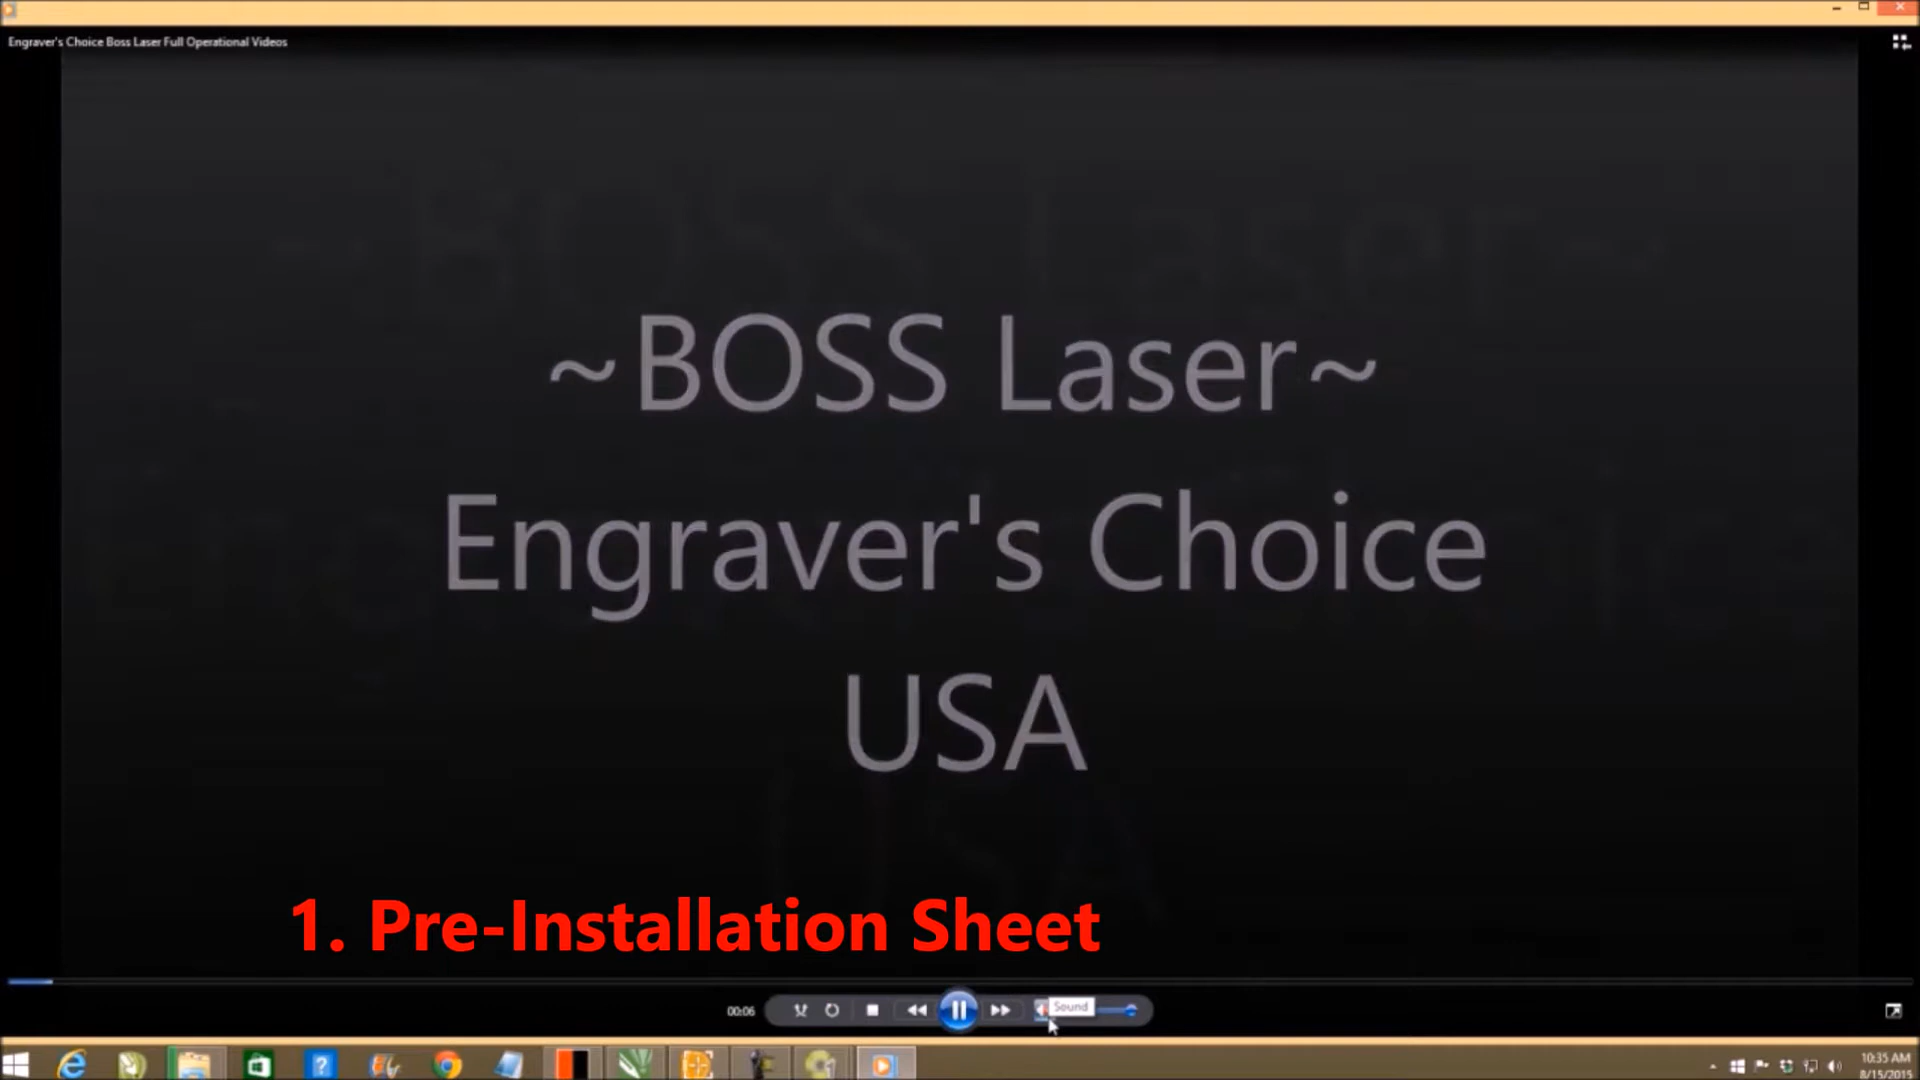 Engraver's Choice Boss Laser Full Operational Videos
~BOSS Laser~
Engraver's Choice
USA
1. Pre-Installation Sheet
00:06
Sound
10:35 AM
8/15/2015